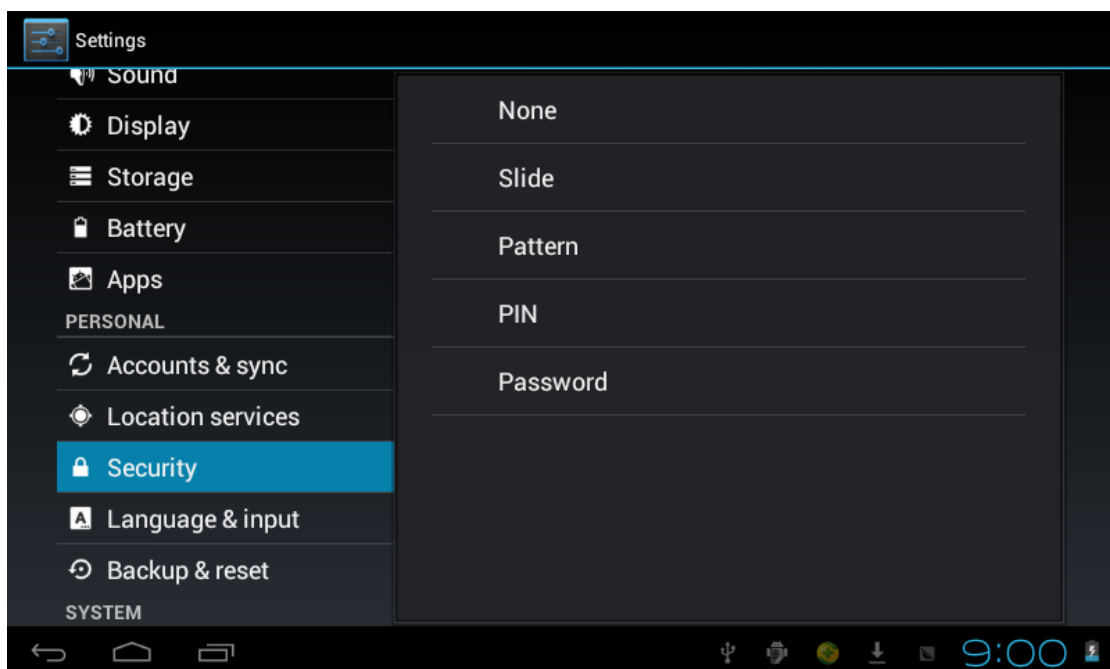 Settings
Sound
Display
Storage
Battery
Apps
PERSONAL
Accounts & sync
Location services
Security
Language & input
Backup & reset
SYSTEM
None
Slide
Pattern
PIN
Password
9:00